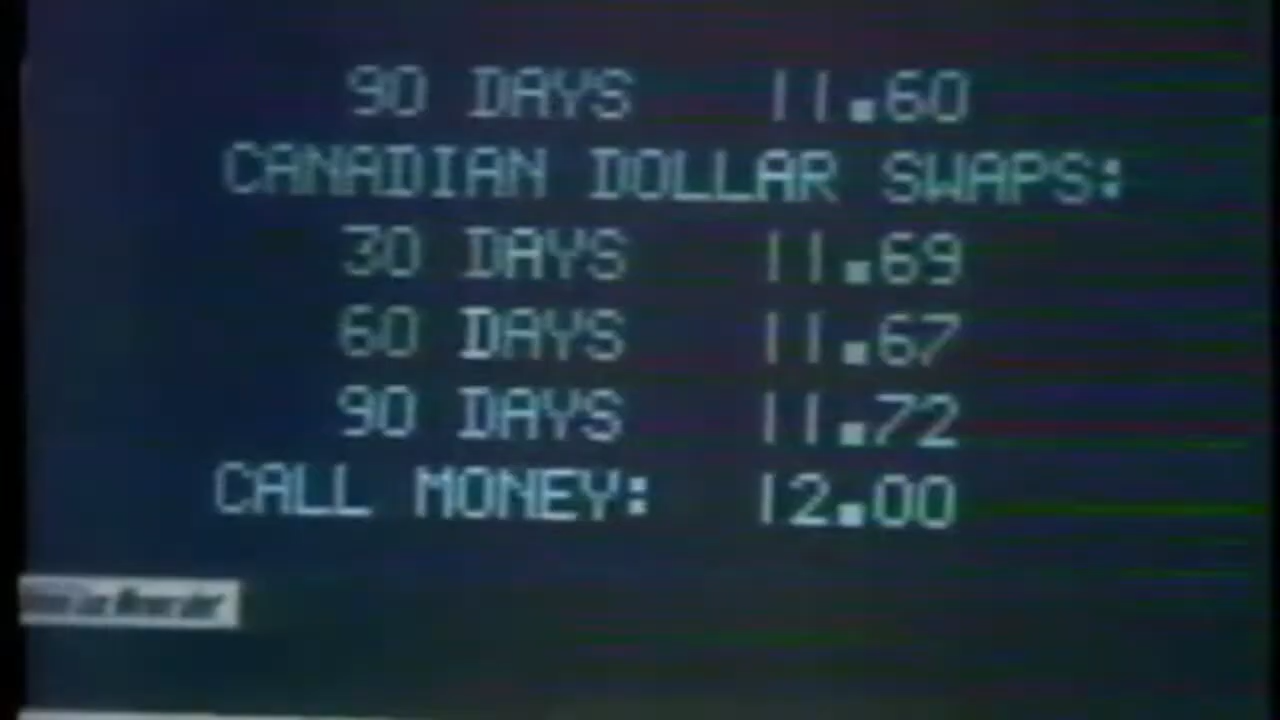 90 DAYS 11.60
CANADIAN DOLLAR SWAPS:
30 DAYS 11.69
60 DAYS 11.67
90 DAYS 11.72
CALL MONEY: 12.00